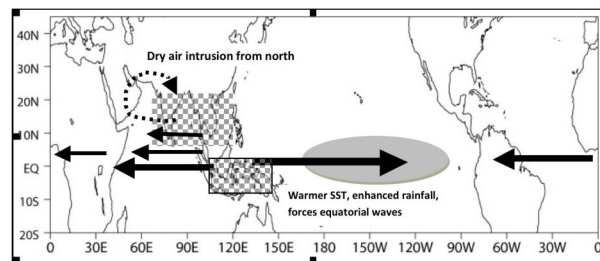 40N
Dry air intrusion from north
30N
20N
10N
EQ
Warmer SST, enhanced rainfall,
forces equatorial waves
10S
20S
0 30E 60E 90E 120E 150E 180 150W 120W 90W 60W 30W 0